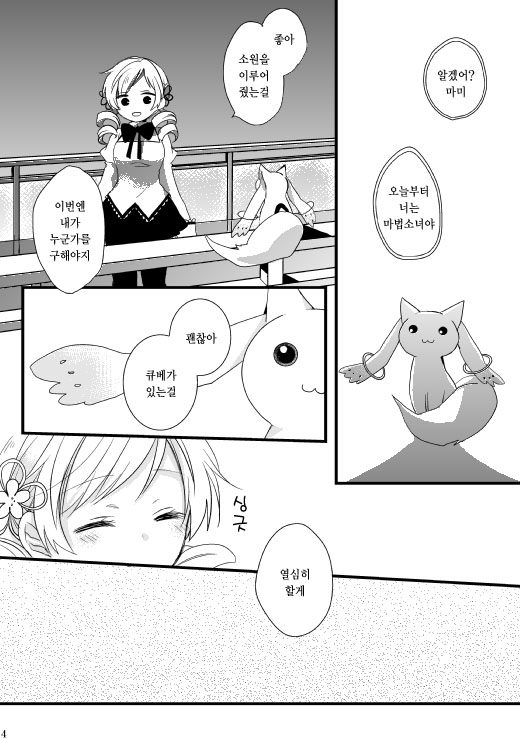 알겠어?
마미
오늘부터
너는
마법소녀야
좋아
소원을
이루어
줬는걸
이번엔
내가
누군가를
구해야지
괜찮아
큐베가
있는걸
싱
긋
열심히
할게
4